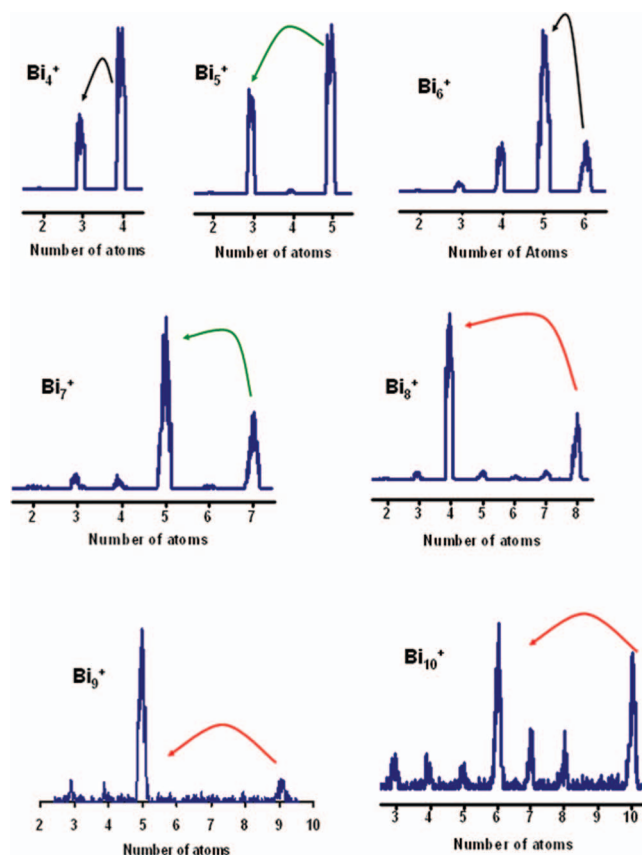 Bi₄⁺
2 3 4
Number of atoms
Bi₅⁺
2 3 4 5
Number of atoms
Bi₆⁺
2 3 4 5 6
Number of Atoms
Bi₇⁺
2 3 4 5 6 7
Number of atoms
Bi₈⁺
2 3 4 5 6 7 8
Number of atoms
Bi₉⁺
2 3 4 5 6 7 8 9 10
Number of atoms
Bi₁₀⁺
3 4 5 6 7 8 9 10
Number of atoms